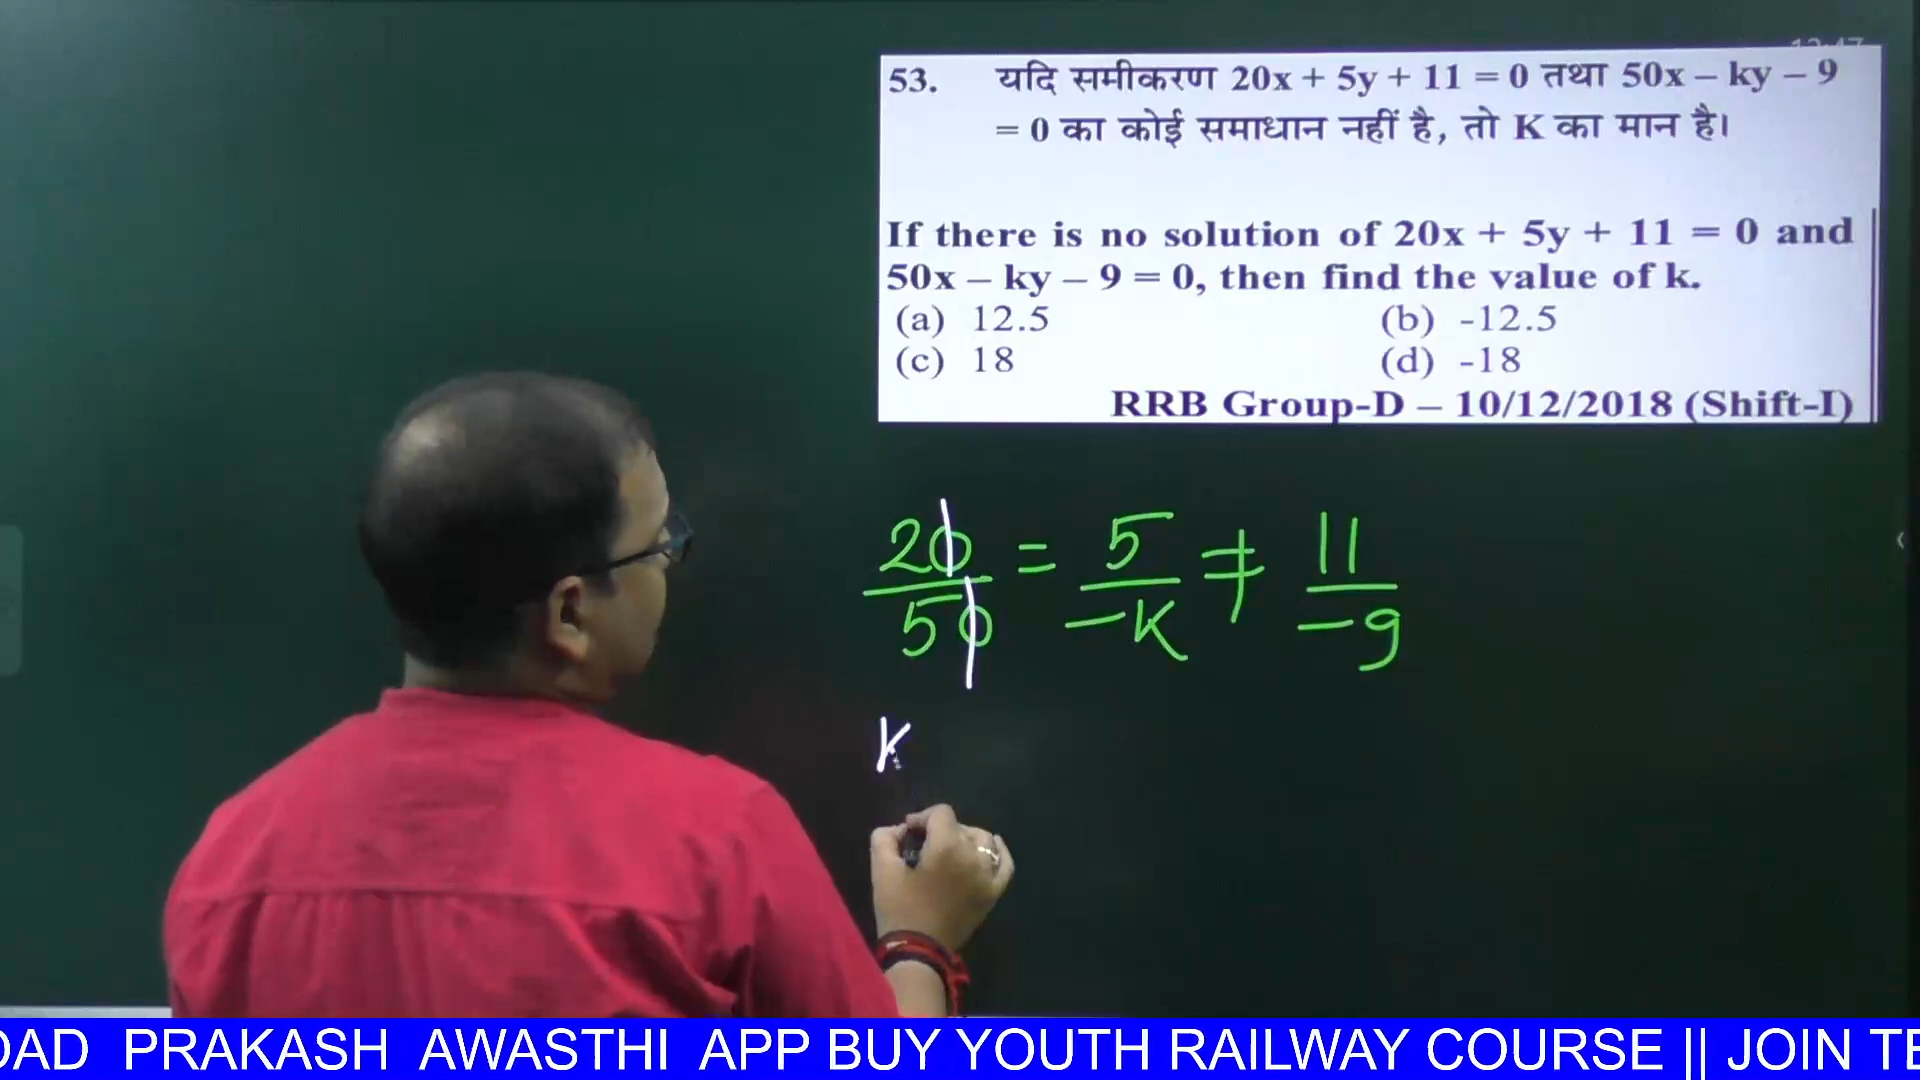 53. यदि समीकरण 20x + 5y + 11 = 0 तथा 50x – ky – 9
= 0 का कोई समाधान नहीं है, तो K का मान है।
If there is no solution of 20x + 5y + 11 = 0 and
50x – ky – 9 = 0, then find the value of k.
(a) 12.5 (b) -12.5
(c) 18 (d) -18
RRB Group-D – 10/12/2018 (Shift-I)
20/50 = 5/-K ≠ 11/-9
K
PRAKASH AWASTHI APP BUY YOUTH RAILWAY COURSE || JOIN